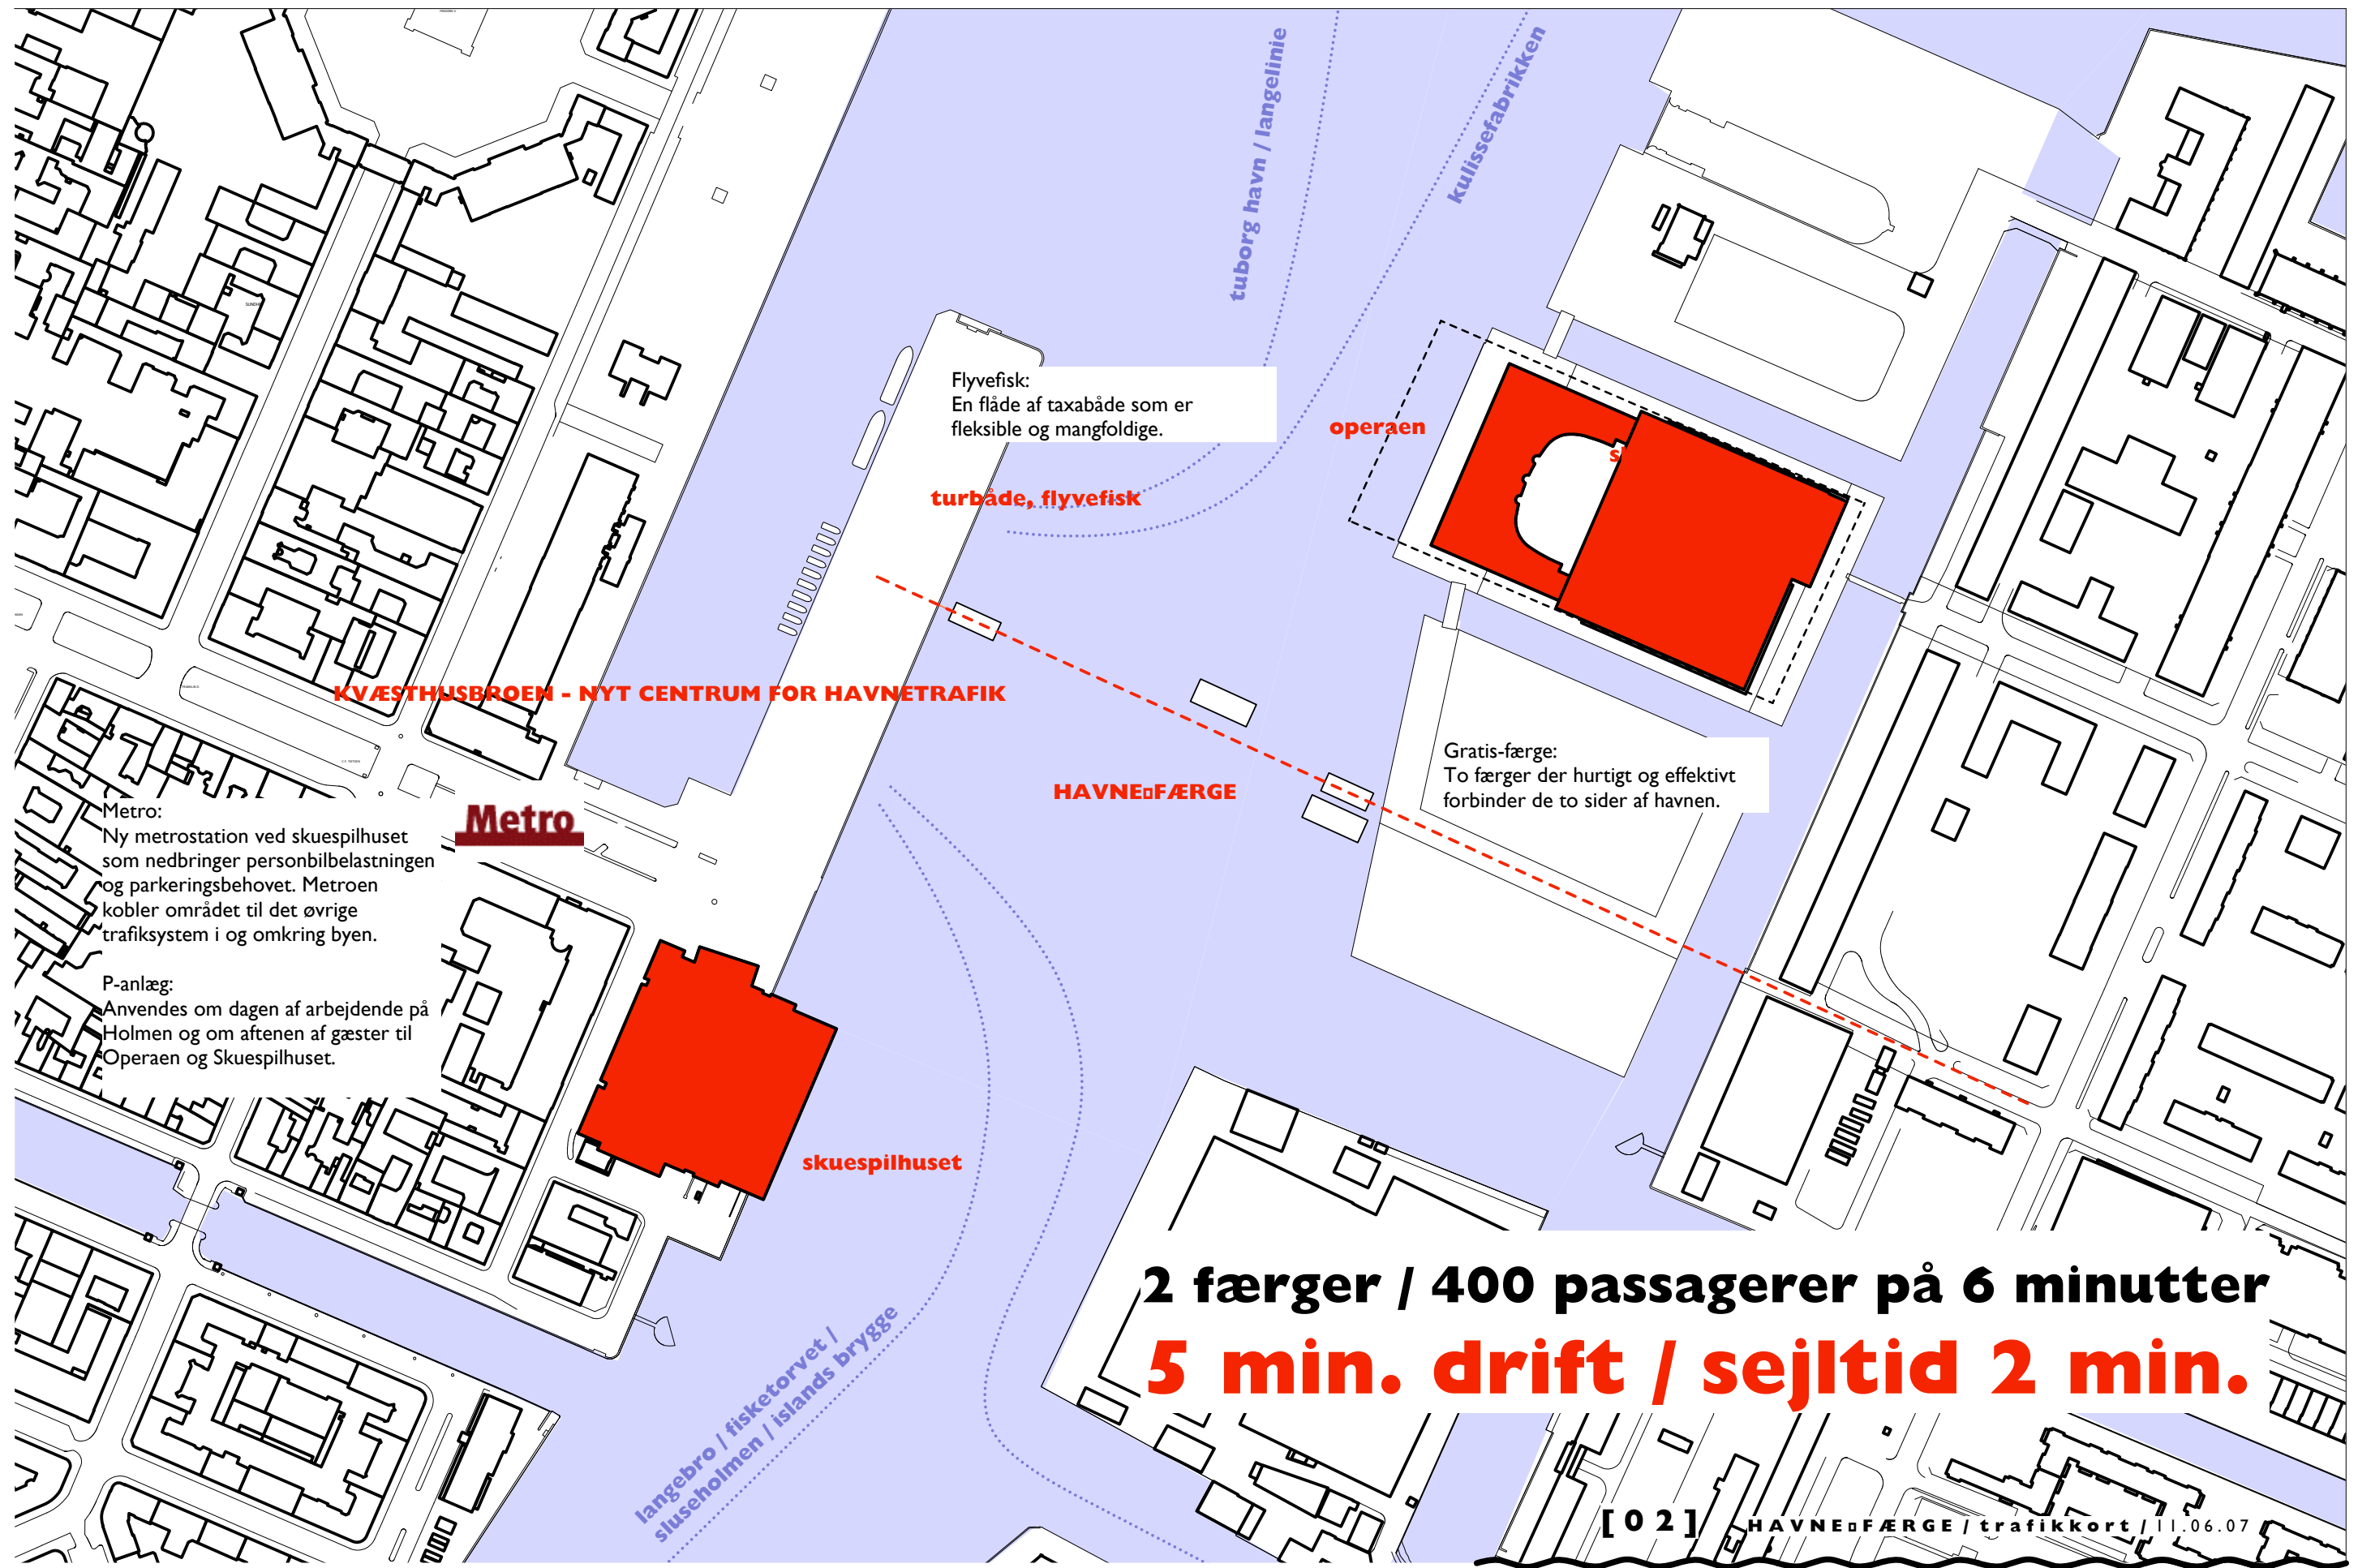 tuborg havn / langelinie
kulissefabrikken
Flyvefisk:
En flåde af taxabåde som er
fleksible og mangfoldige.
operaen
s
turbåde, flyvefisk
KVÆSTHUSBROEN - NYT CENTRUM FOR HAVNETRAFIK
Gratis-færge:
To færger der hurtigt og effektivt
forbinder de to sider af havnen.
HAVNE▯FÆRGE
Metro
Metro:
Ny metrostation ved skuespilhuset
som nedbringer personbilbelastningen
og parkeringsbehovet. Metroen
kobler området til det øvrige
trafiksystem i og omkring byen.
P-anlæg:
Anvendes om dagen af arbejdende på
Holmen og om aftenen af gæster til
Operaen og Skuespilhuset.
skuespilhuset
2 færger / 400 passagerer på 6 minutter
5 min. drift / sejltid 2 min.
langebro / fisketorvet /
sluseholmen / islands brygge
[02] HAVNE▯FÆRGE / trafikkort / 11.06.07